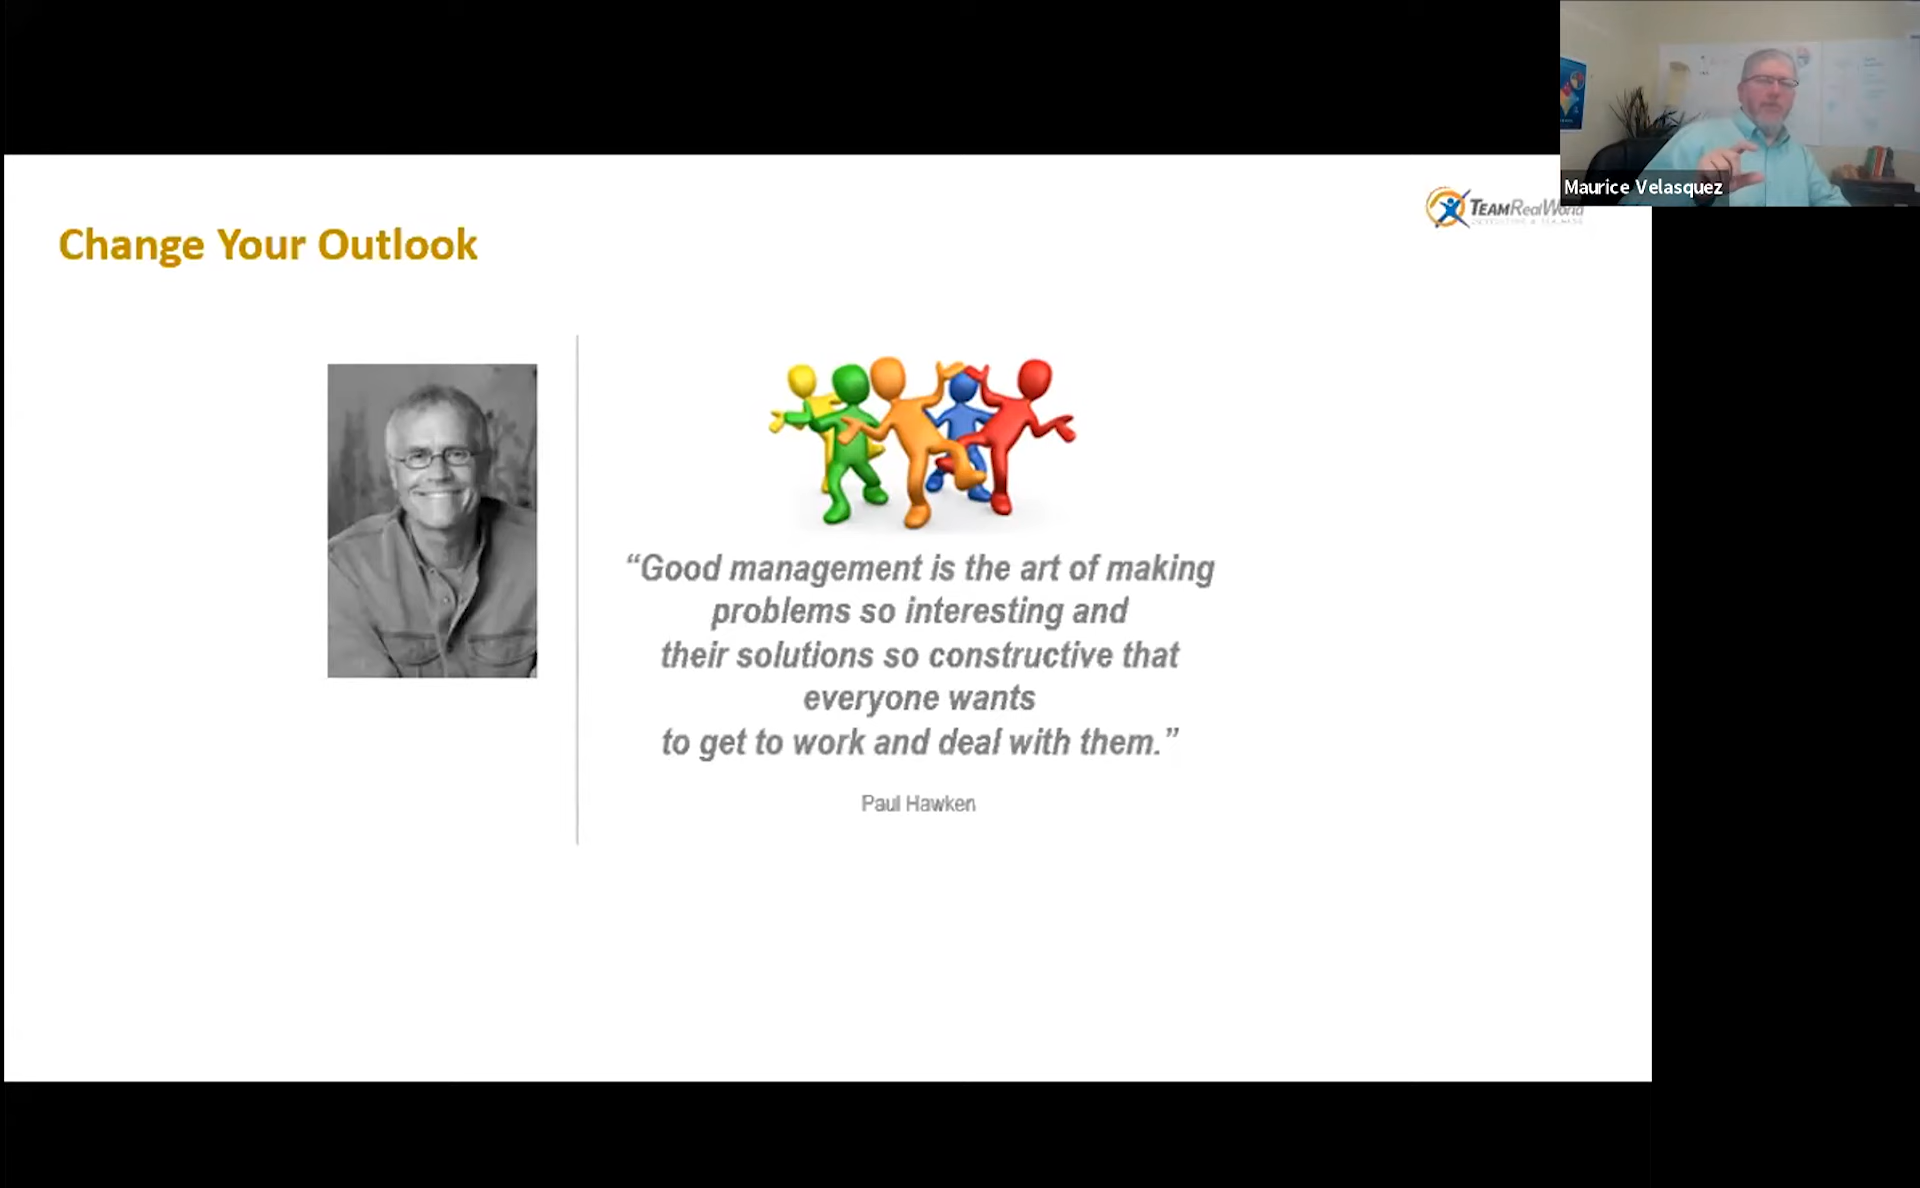 Maurice Velasquez
TEAMRealWorld
Change Your Outlook
“Good management is the art of making
problems so interesting and
their solutions so constructive that
everyone wants
to get to work and deal with them.”
Paul Hawken